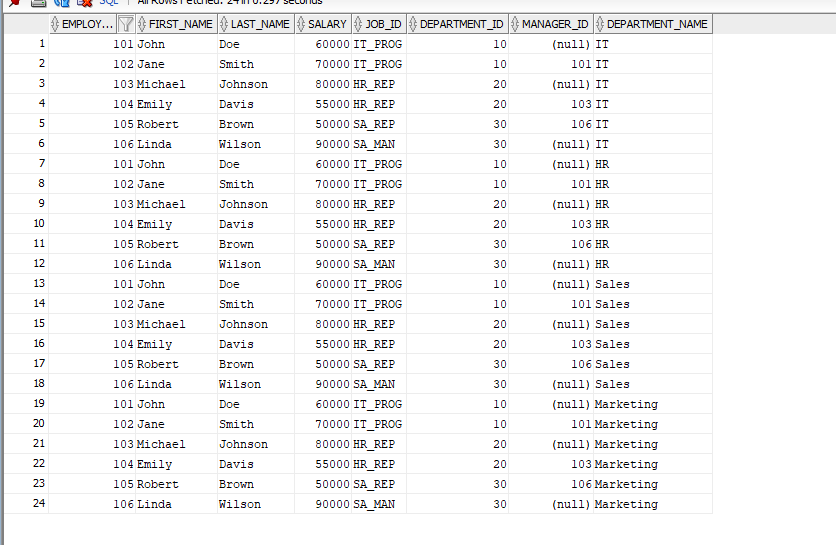 SQL | All Rows Fetched: 24 in 0.297 seconds
EMPLOY... FIRST_NAME LAST_NAME SALARY JOB_ID DEPARTMENT_ID MANAGER_ID DEPARTMENT_NAME
1 101 John Doe 60000 IT_PROG 10 (null) IT
2 102 Jane Smith 70000 IT_PROG 10 101 IT
3 103 Michael Johnson 80000 HR_REP 20 (null) IT
4 104 Emily Davis 55000 HR_REP 20 103 IT
5 105 Robert Brown 50000 SA_REP 30 106 IT
6 106 Linda Wilson 90000 SA_MAN 30 (null) IT
7 101 John Doe 60000 IT_PROG 10 (null) HR
8 102 Jane Smith 70000 IT_PROG 10 101 HR
9 103 Michael Johnson 80000 HR_REP 20 (null) HR
10 104 Emily Davis 55000 HR_REP 20 103 HR
11 105 Robert Brown 50000 SA_REP 30 106 HR
12 106 Linda Wilson 90000 SA_MAN 30 (null) HR
13 101 John Doe 60000 IT_PROG 10 (null) Sales
14 102 Jane Smith 70000 IT_PROG 10 101 Sales
15 103 Michael Johnson 80000 HR_REP 20 (null) Sales
16 104 Emily Davis 55000 HR_REP 20 103 Sales
17 105 Robert Brown 50000 SA_REP 30 106 Sales
18 106 Linda Wilson 90000 SA_MAN 30 (null) Sales
19 101 John Doe 60000 IT_PROG 10 (null) Marketing
20 102 Jane Smith 70000 IT_PROG 10 101 Marketing
21 103 Michael Johnson 80000 HR_REP 20 (null) Marketing
22 104 Emily Davis 55000 HR_REP 20 103 Marketing
23 105 Robert Brown 50000 SA_REP 30 106 Marketing
24 106 Linda Wilson 90000 SA_MAN 30 (null) Marketing